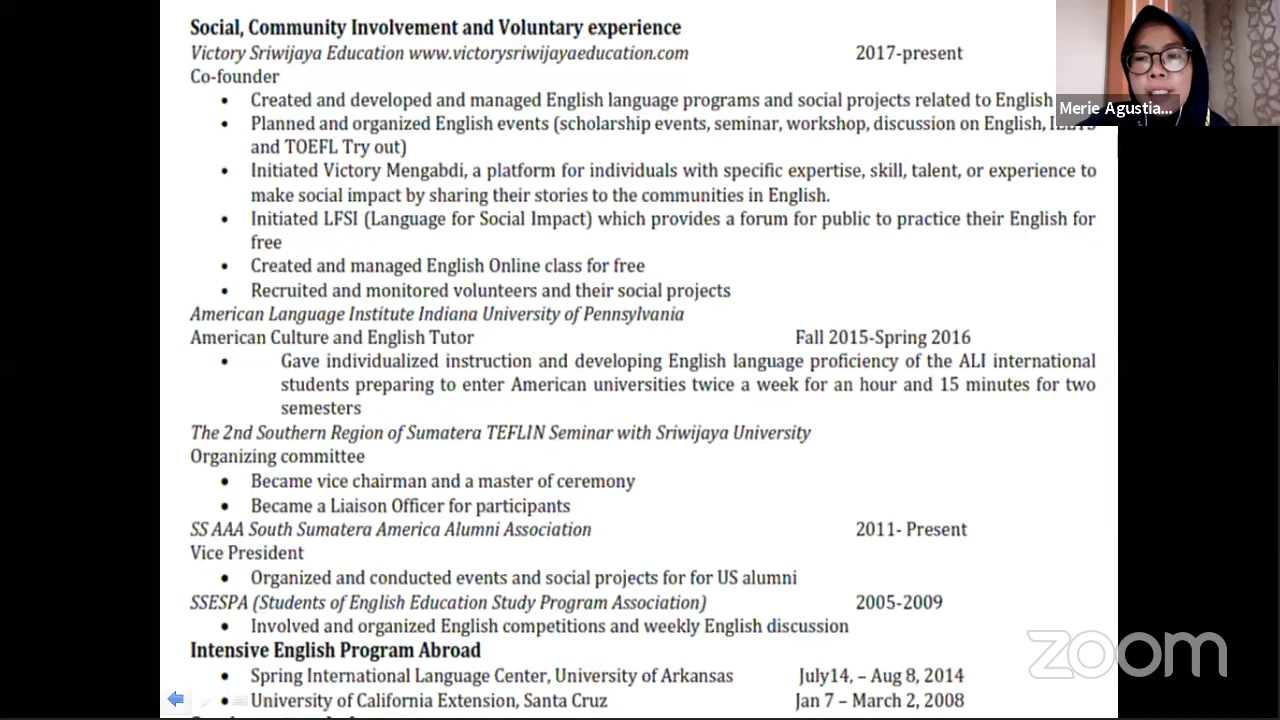 Social, Community Involvement and Voluntary experience
Victory Sriwijaya Education www.victorysriwijayaeducation.com 2017-present
Co-founder
• Created and developed and managed English language programs and social projects related to English
• Planned and organized English events (scholarship events, seminar, workshop, discussion on English, IELTS
and TOEFL Try out)
• Initiated Victory Mengabdi, a platform for individuals with specific expertise, skill, talent, or experience to
make social impact by sharing their stories to the communities in English.
• Initiated LFSI (Language for Social Impact) which provides a forum for public to practice their English for
free
• Created and managed English Online class for free
• Recruited and monitored volunteers and their social projects
American Language Institute Indiana University of Pennsylvania
American Culture and English Tutor Fall 2015-Spring 2016
• Gave individualized instruction and developing English language proficiency of the ALI international
students preparing to enter American universities twice a week for an hour and 15 minutes for two
semesters
The 2nd Southern Region of Sumatera TEFLIN Seminar with Sriwijaya University
Organizing committee
• Became vice chairman and a master of ceremony
• Became a Liaison Officer for participants
SS AAA South Sumatera America Alumni Association 2011- Present
Vice President
• Organized and conducted events and social projects for for US alumni
SSESPA (Students of English Education Study Program Association) 2005-2009
• Involved and organized English competitions and weekly English discussion
Intensive English Program Abroad
• Spring International Language Center, University of Arkansas July14, – Aug 8, 2014
• University of California Extension, Santa Cruz Jan 7 – March 2, 2008
Merie Agustia...
zoom